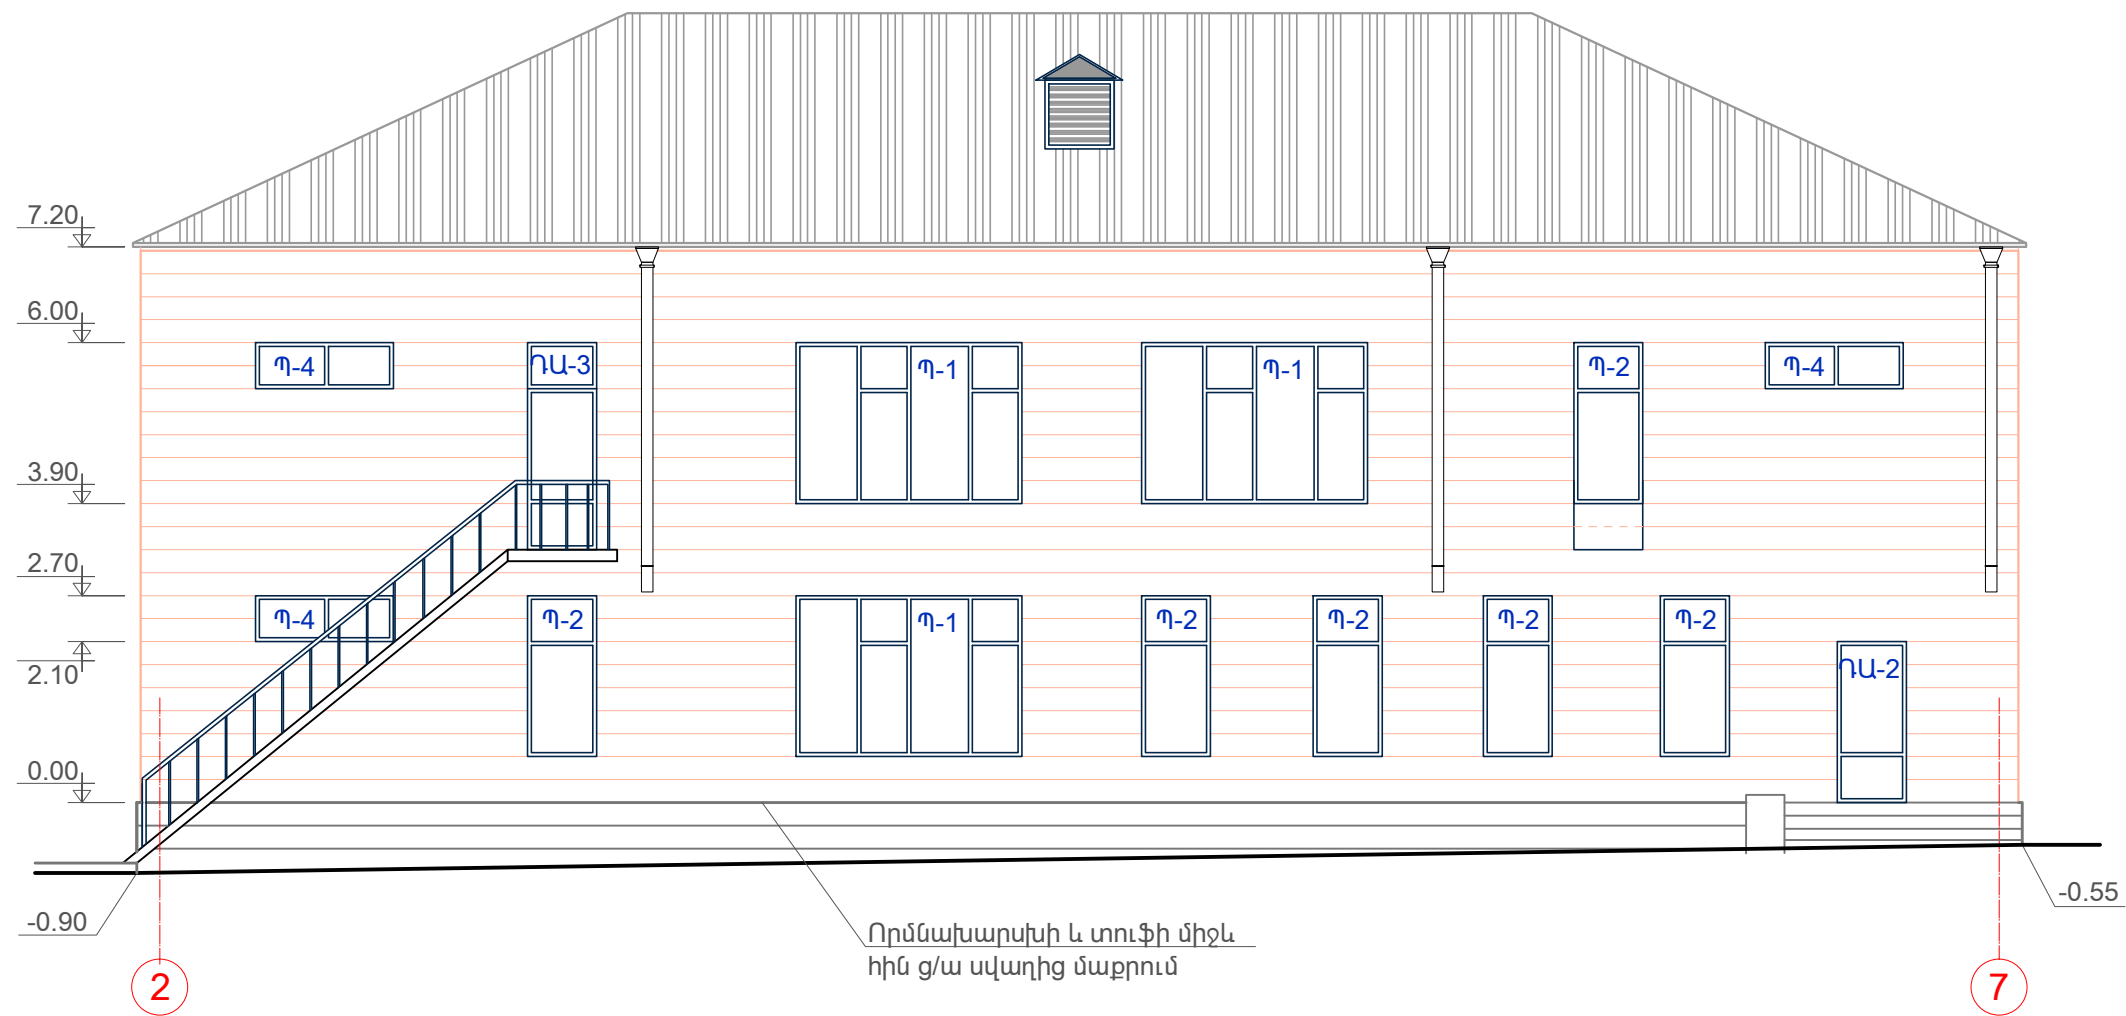 7.20
6.00
Պ-4
ԴԱ-3
Պ-1
Պ-1
Պ-2
Պ-4
3.90
2.70
Պ-4
Պ-2
Պ-1
Պ-2
Պ-2
Պ-2
Պ-2
2.10
ԴԱ-2
0.00
-0.90
-0.55
Որմնախարսխի և տուֆի միջև
հին ց/ա սվաղից մաքրում
2
7